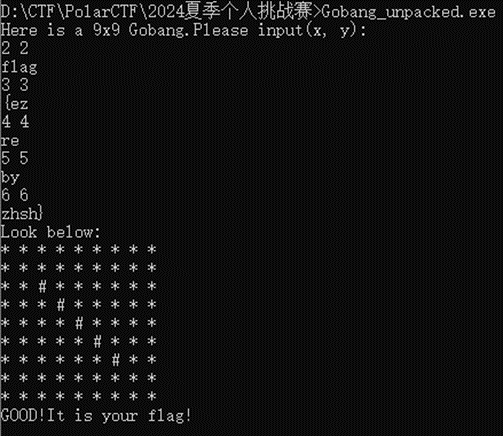 D:\CTF\PolarCTF\2024夏季个人挑战赛>Gobang_unpacked.exe
Here is a 9x9 Gobang.Please input(x, y):
2 2
flag
3 3
{ez
4 4
re
5 5
by
6 6
zhsh}
Look below:
* * * * * * * * *
* * * * * * * * *
* * # * * * * * *
* * * # * * * * *
* * * * # * * * *
* * * * * # * * *
* * * * * * # * *
* * * * * * * * *
* * * * * * * * *
GOOD!It is your flag!